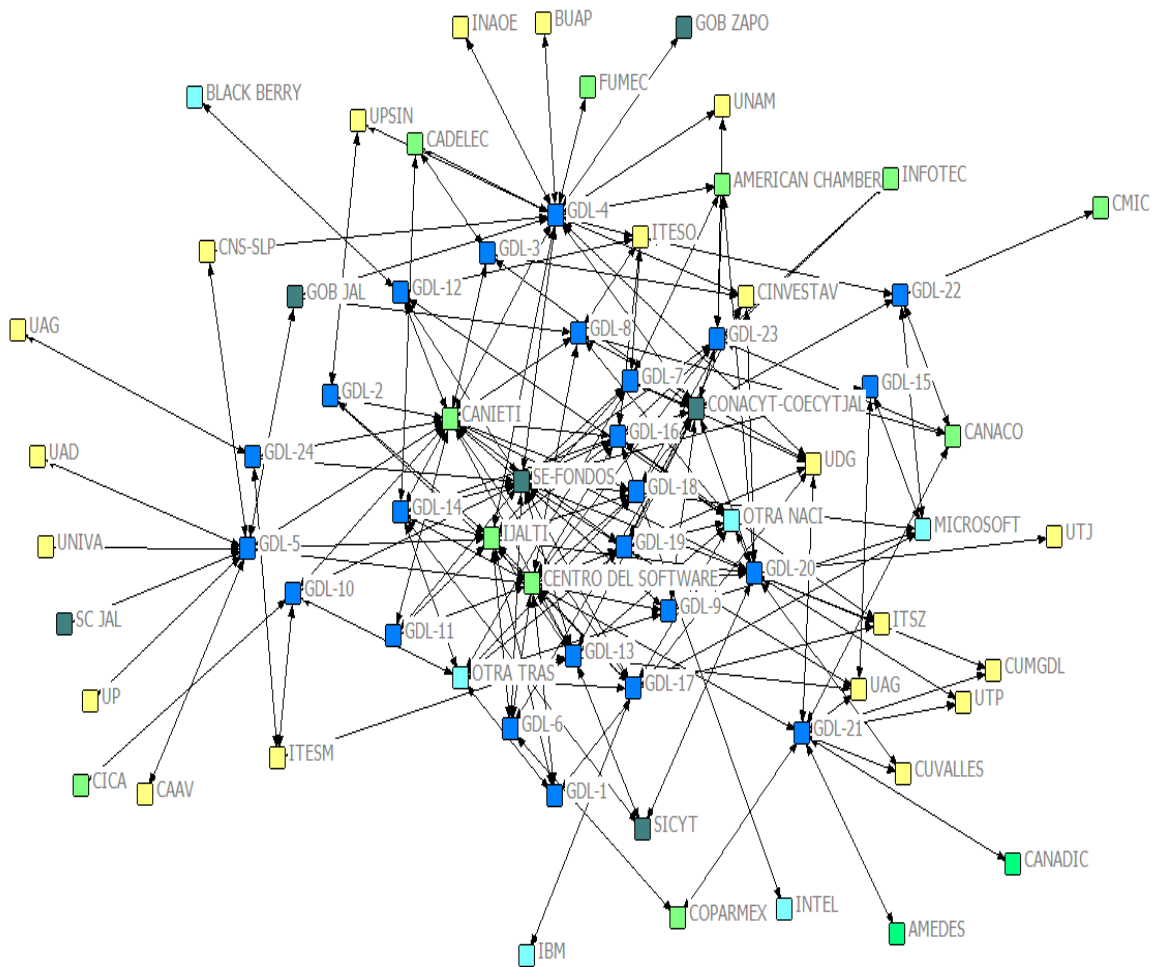 INAOE
BUAP
GOB ZAPO
FUMEC
BLACK BERRY
UPSIN
UNAM
CADELEC
AMERICAN CHAMBER
INFOTEC
CMIC
GDL-4
ITESO
CNS-SLP
GDL-3
GOB JAL
GDL-12
CINVESTAV
GDL-22
UAG
GDL-8
GDL-23
GDL-7
GDL-15
GDL-2
CONACYT-COECYTJAL
CANIETI
GDL-16
CANACO
UAD
GDL-24
UDG
SE-FONDOS
GDL-18
GDL-14
OTRA NACI
MICROSOFT
UTJ
IJALTI
UNIVA
GDL-5
GDL-19
GDL-20
CENTRO DEL SOFTWARE
GDL-10
GDL-9
SC JAL
GDL-11
ITSZ
GDL-13
OTRA TRAS
CUMGDL
GDL-17
UAG
UP
UTP
GDL-6
GDL-21
ITESM
CUVALLES
CICA
CAAV
GDL-1
SICYT
CANADIC
COPARMEX
INTEL
AMEDES
IBM